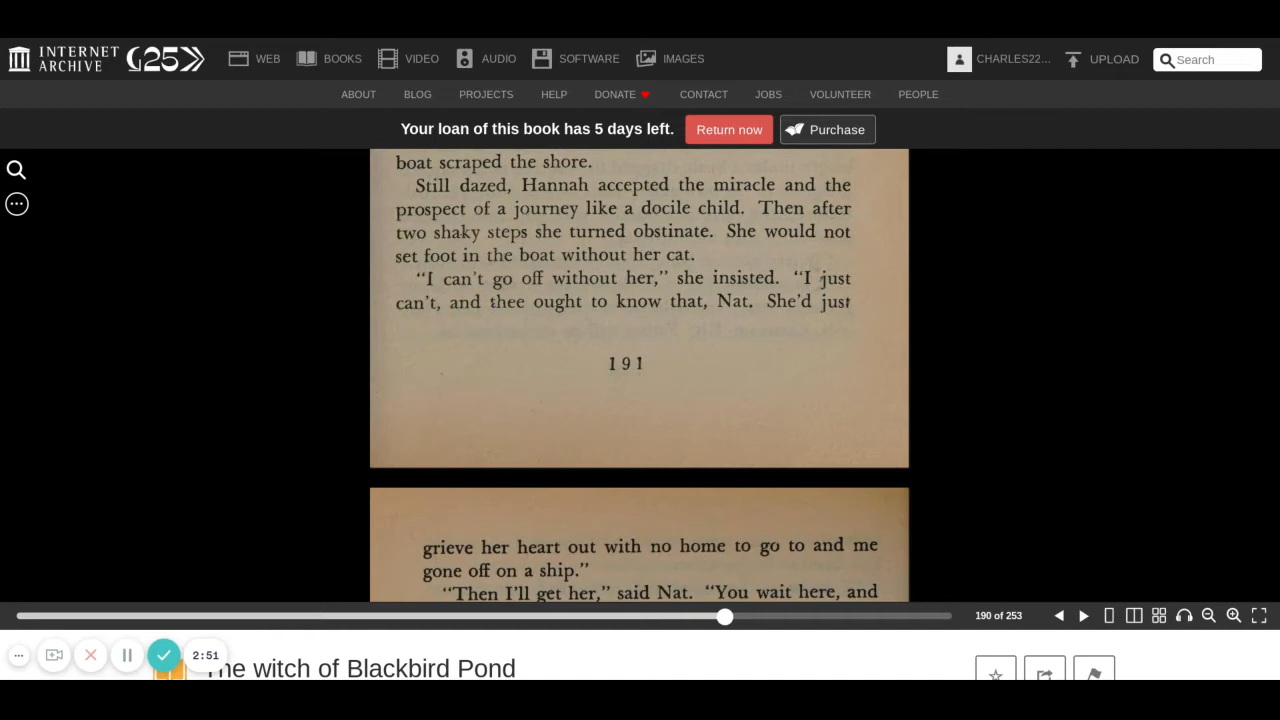 INTERNET
ARCHIVE
25
WEB
BOOKS
VIDEO
AUDIO
SOFTWARE
IMAGES
CHARLES22...
UPLOAD
Search
ABOUT
BLOG
PROJECTS
HELP
DONATE
CONTACT
JOBS
VOLUNTEER
PEOPLE
Your loan of this book has 5 days left.
Return now
Purchase
boat scraped the shore.
Still dazed, Hannah accepted the miracle and the
prospect of a journey like a docile child. Then after
two shaky steps she turned obstinate. She would not
set foot in the boat without her cat.
“I can’t go off without her,” she insisted. “I just
can’t, and thee ought to know that, Nat. She’d just
191
grieve her heart out with no home to go to and me
gone off on a ship.”
“Then I’ll get her,” said Nat. “You wait here, and
190 of 253
2:51
The witch of Blackbird Pond